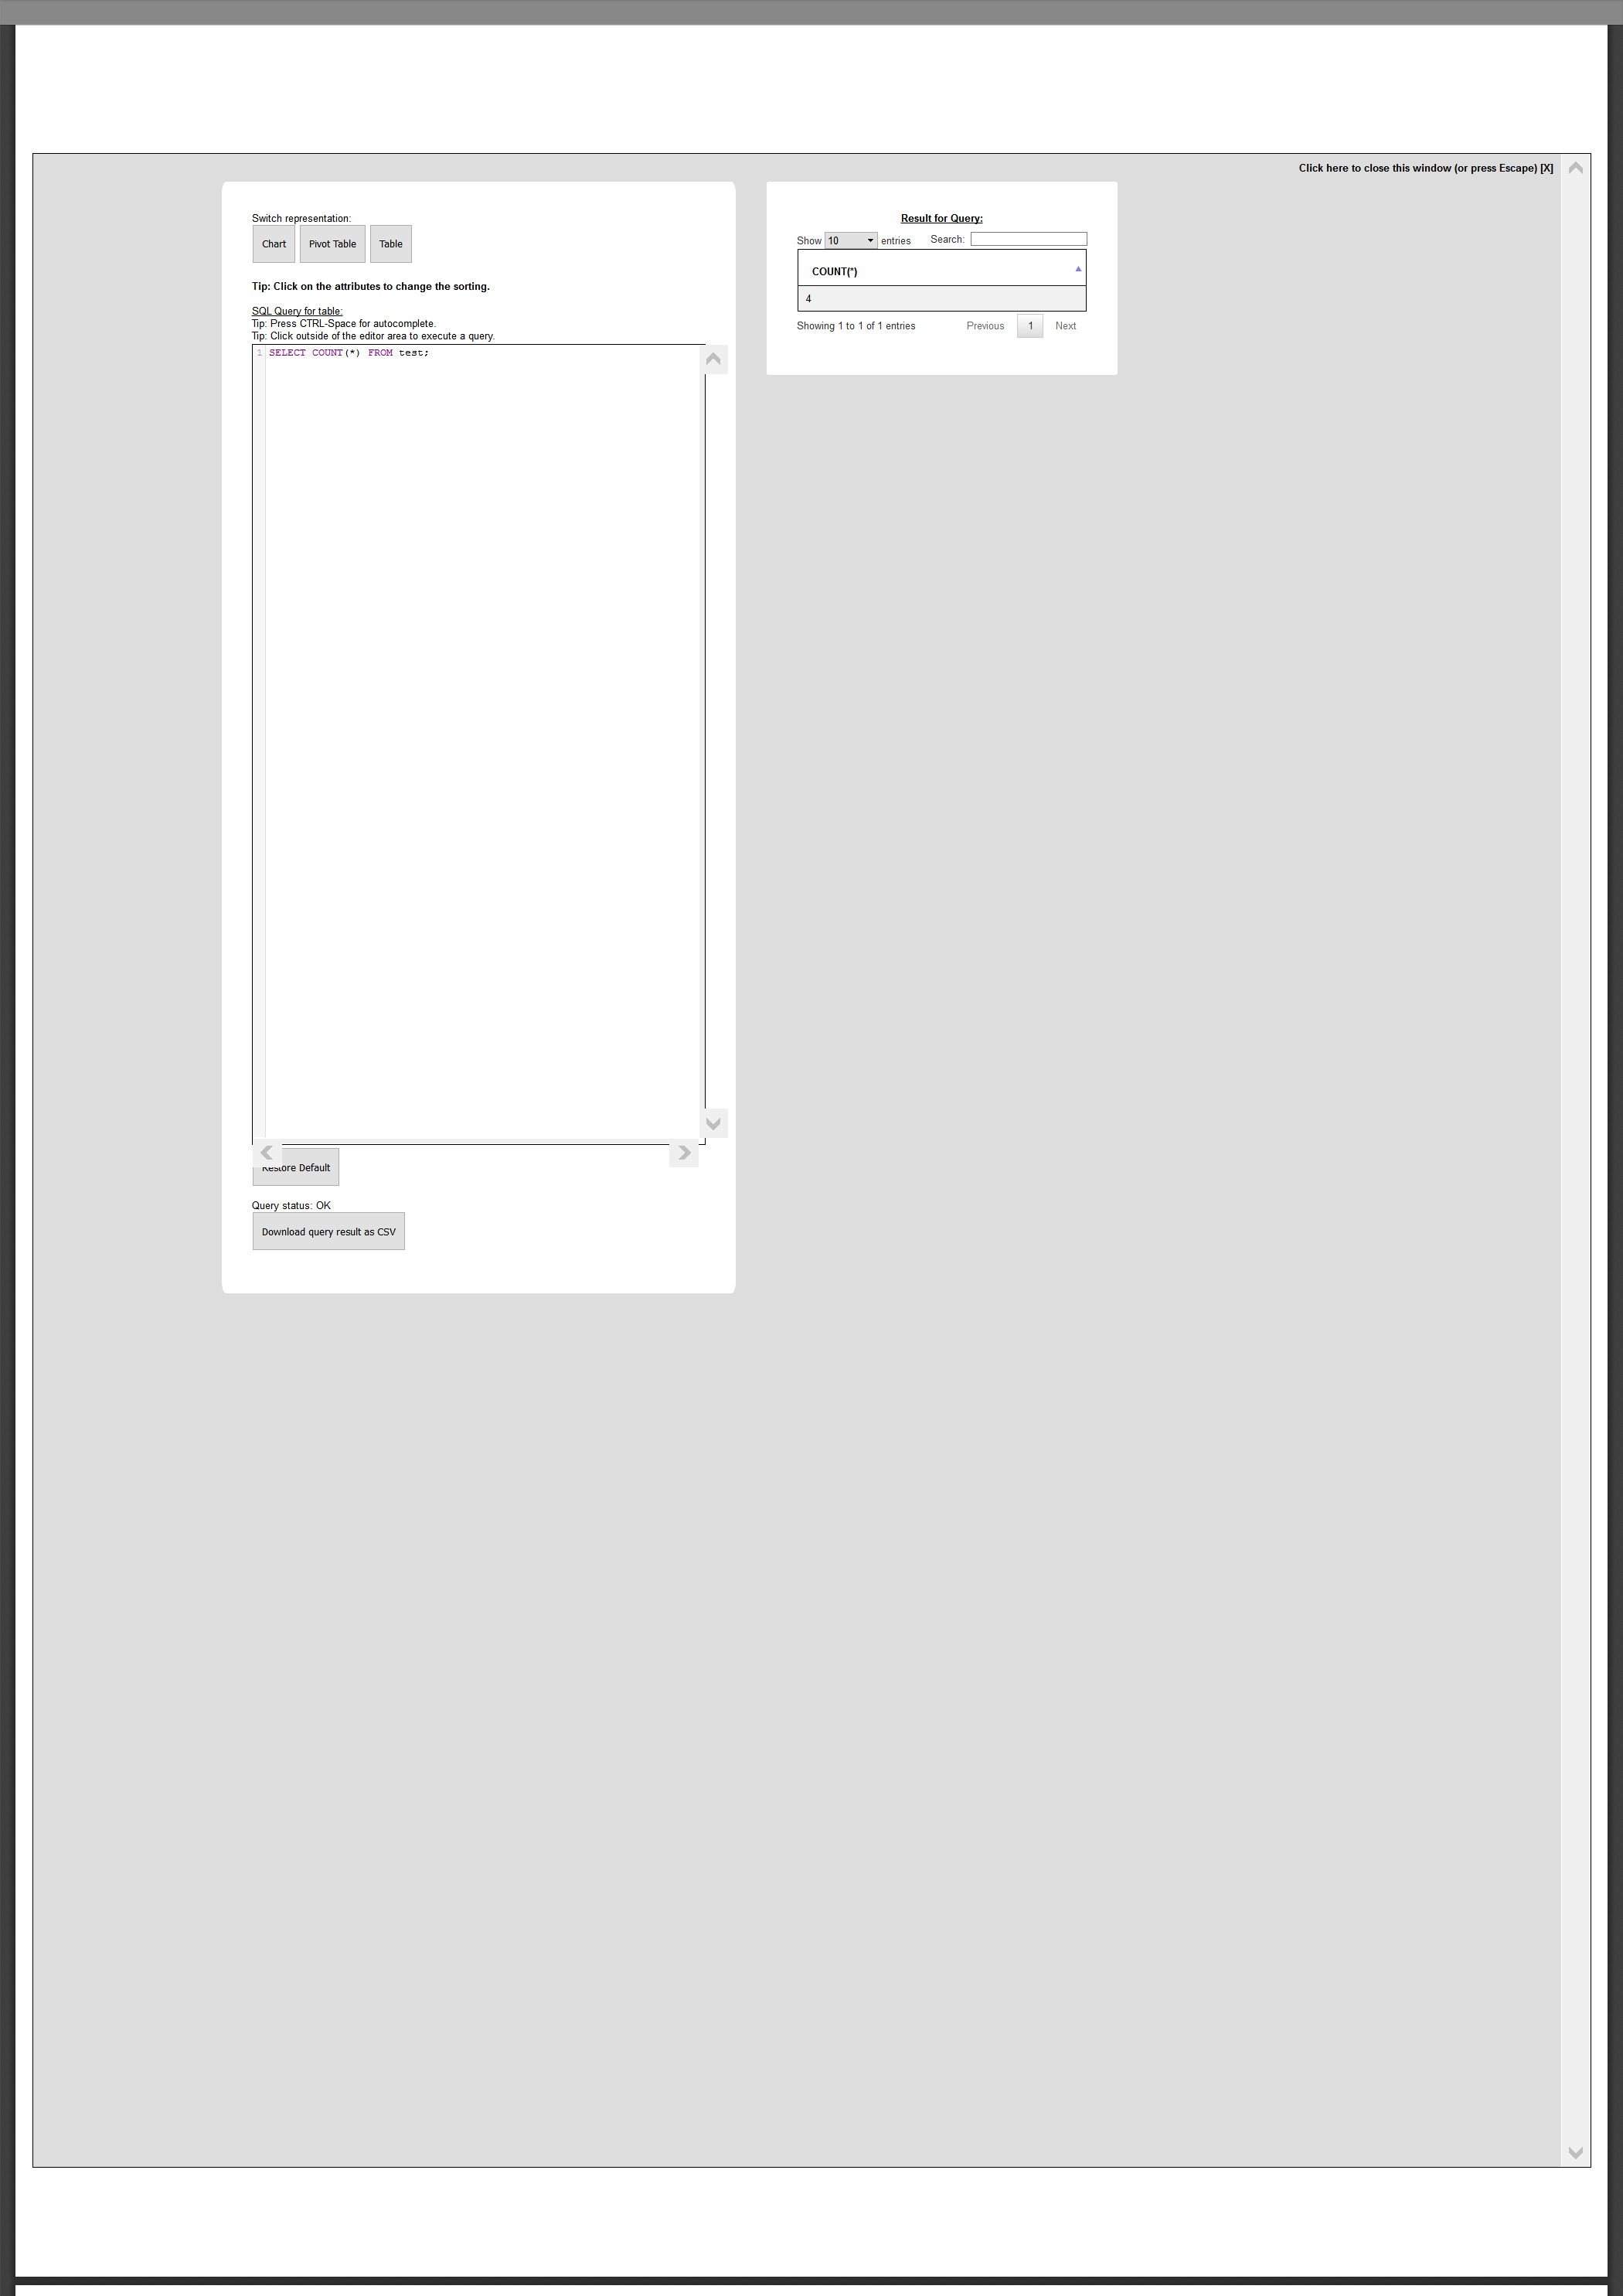 Click here to close this window (or press Escape) [X]
Switch representation:
Chart Pivot Table Table
Tip: Click on the attributes to change the sorting.
SQL Query for table:
Tip: Press CTRL-Space for autocomplete.
Tip: Click outside of the editor area to execute a query.
1 SELECT COUNT(*) FROM test;
Restore Default
Query status: OK
Download query result as CSV
Result for Query:
Show 10 entries Search:
COUNT(*)
4
Showing 1 to 1 of 1 entries Previous 1 Next